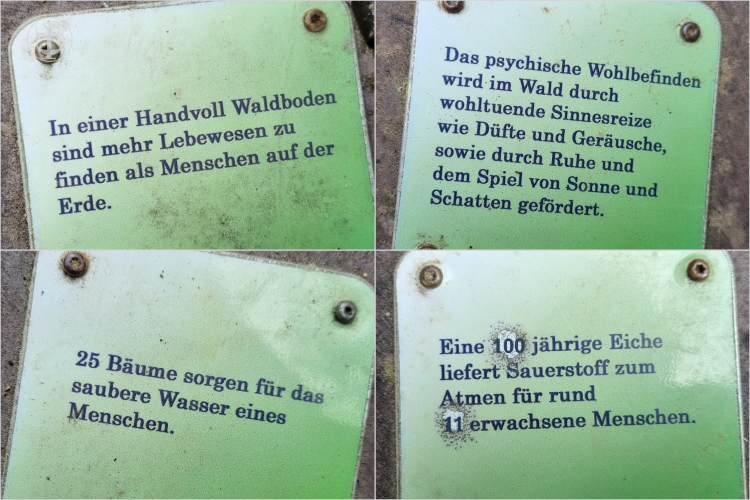 In einer Handvoll Waldboden
sind mehr Lebewesen zu
finden als Menschen auf der
Erde.
Das psychische Wohlbefinden
wird im Wald durch
wohltuende Sinnesreize
wie Düfte und Geräusche,
sowie durch Ruhe und
dem Spiel von Sonne und
Schatten gefördert.
25 Bäume sorgen für das
saubere Wasser eines
Menschen.
Eine 100 jährige Eiche
liefert Sauerstoff zum
Atmen für rund
11 erwachsene Menschen.